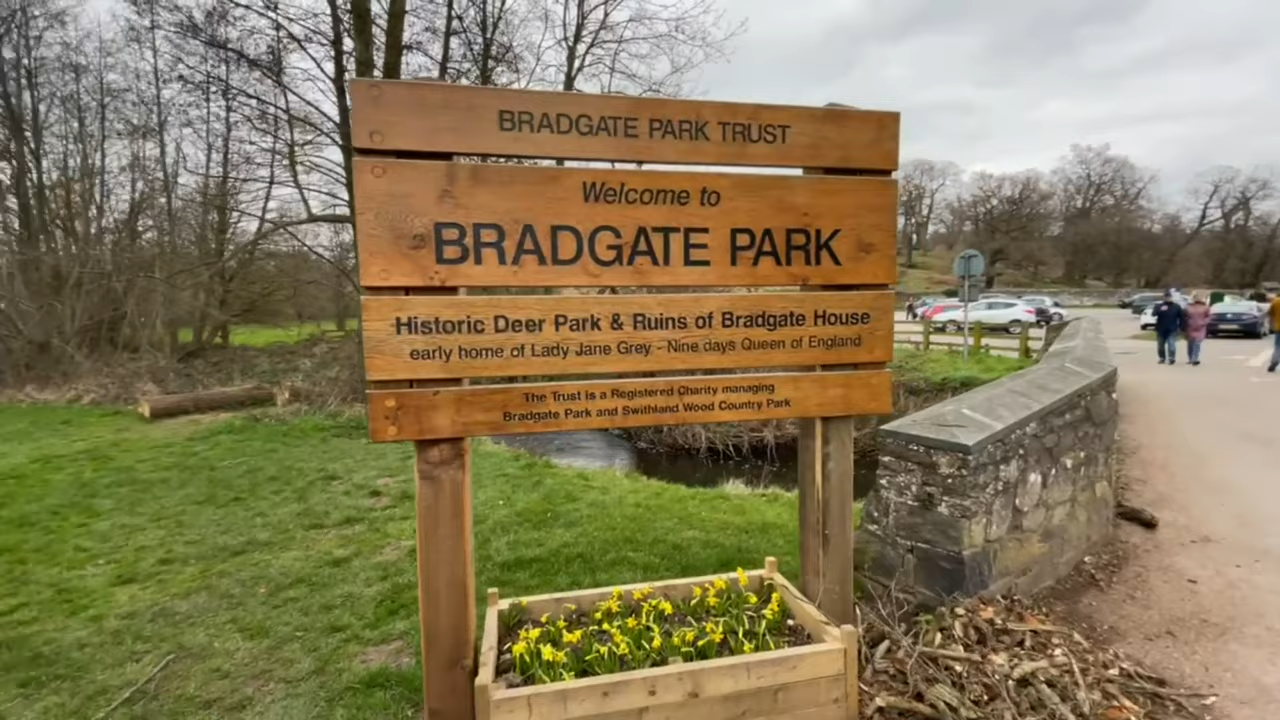 BRADGATE PARK TRUST
Welcome to
BRADGATE PARK
Historic Deer Park & Ruins of Bradgate House
early home of Lady Jane Grey - Nine days Queen of England
The Trust is a Registered Charity managing
Bradgate Park and Swithland Wood Country Park